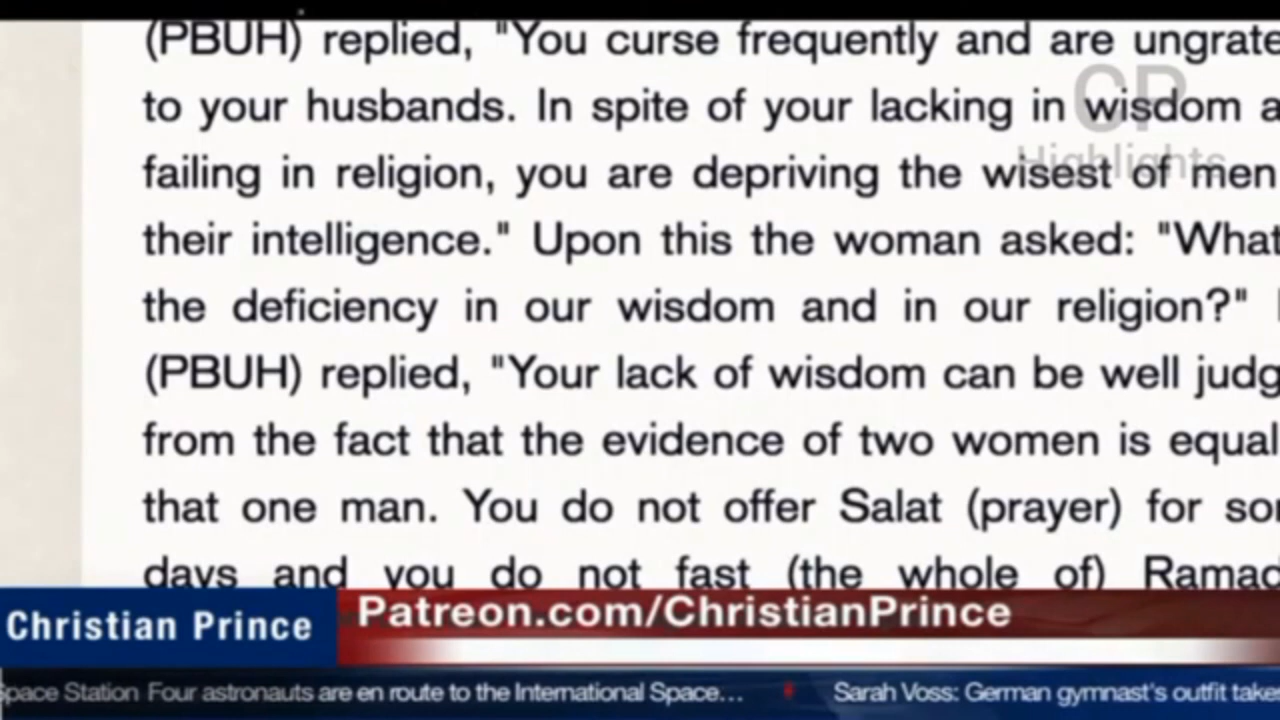 (PBUH) replied, "You curse frequently and are ungrate
to your husbands. In spite of your lacking in wisdom a
failing in religion, you are depriving the wisest of men
their intelligence." Upon this the woman asked: "What
the deficiency in our wisdom and in our religion?"
(PBUH) replied, "Your lack of wisdom can be well judg
from the fact that the evidence of two women is equal
that one man. You do not offer Salat (prayer) for so
days and you do not fast (the whole of) Ramad
CP
Highlights
Christian Prince
Patreon.com/ChristianPrince
pace Station Four astronauts are en route to the International Space... Sarah Voss: German gymnast's outfit take